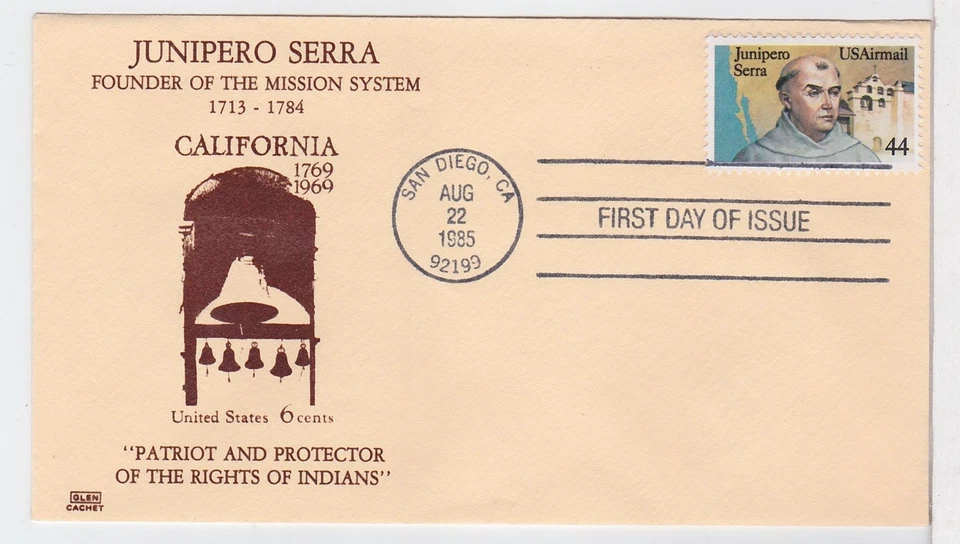 JUNIPERO SERRA
FOUNDER OF THE MISSION SYSTEM
1713 - 1784
CALIFORNIA
1769
1969
United States 6 cents
"PATRIOT AND PROTECTOR
OF THE RIGHTS OF INDIANS"
GLEN
CACHET
SAN DIEGO, CA
AUG
22
1985
92199
FIRST DAY OF ISSUE
Junipero USAirmail
Serra
44